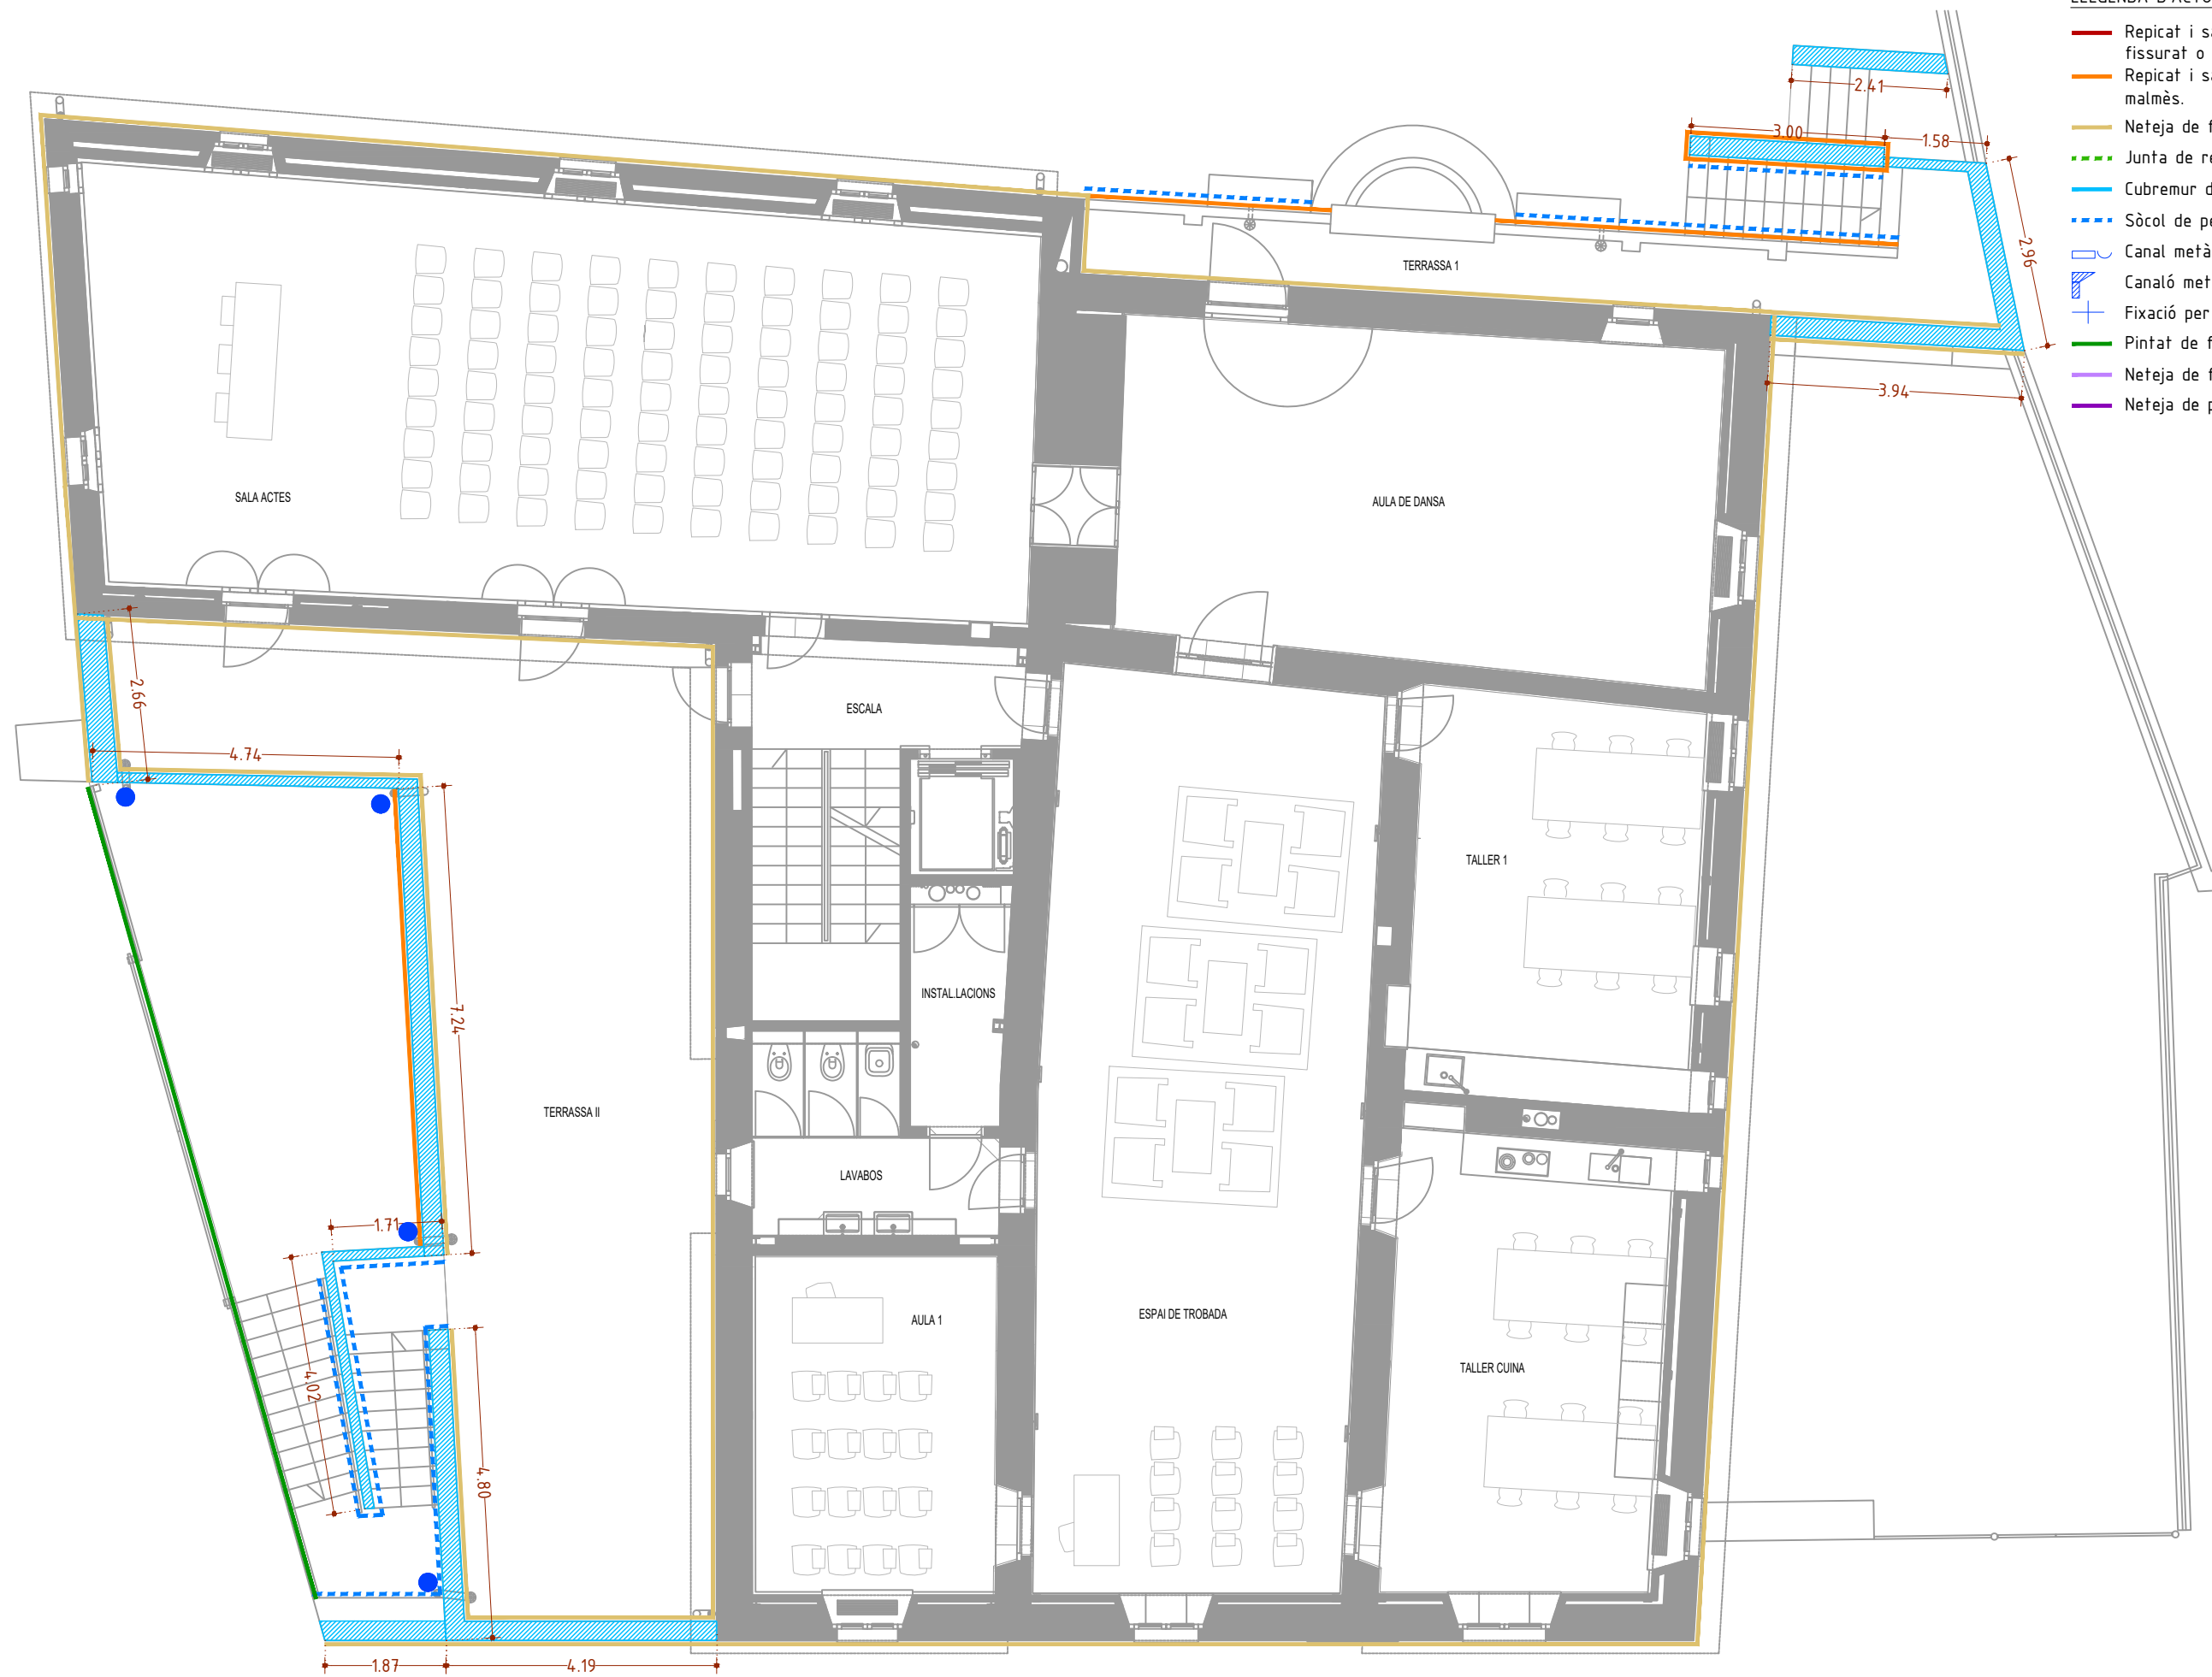 Repicat i
fissurat o
Repicat i
malmès.
Neteja de
Junta de
Cubremur
Sòcol de
Canal
Canaló
Fixació per
Pintat de
Neteja de
Neteja de
2.41
3.00
1.58
2.96
3.94
TERRASSA 1
SALA ACTES
AULA DE DANSA
2.66
4.74
ESCALA
TALLER 1
7.24
INSTAL.LACIONS
TERRASSA II
LAVABOS
1.71
4.02
AULA 1
ESPAI DE TROBADA
TALLER CUINA
4.80
1.87
4.19